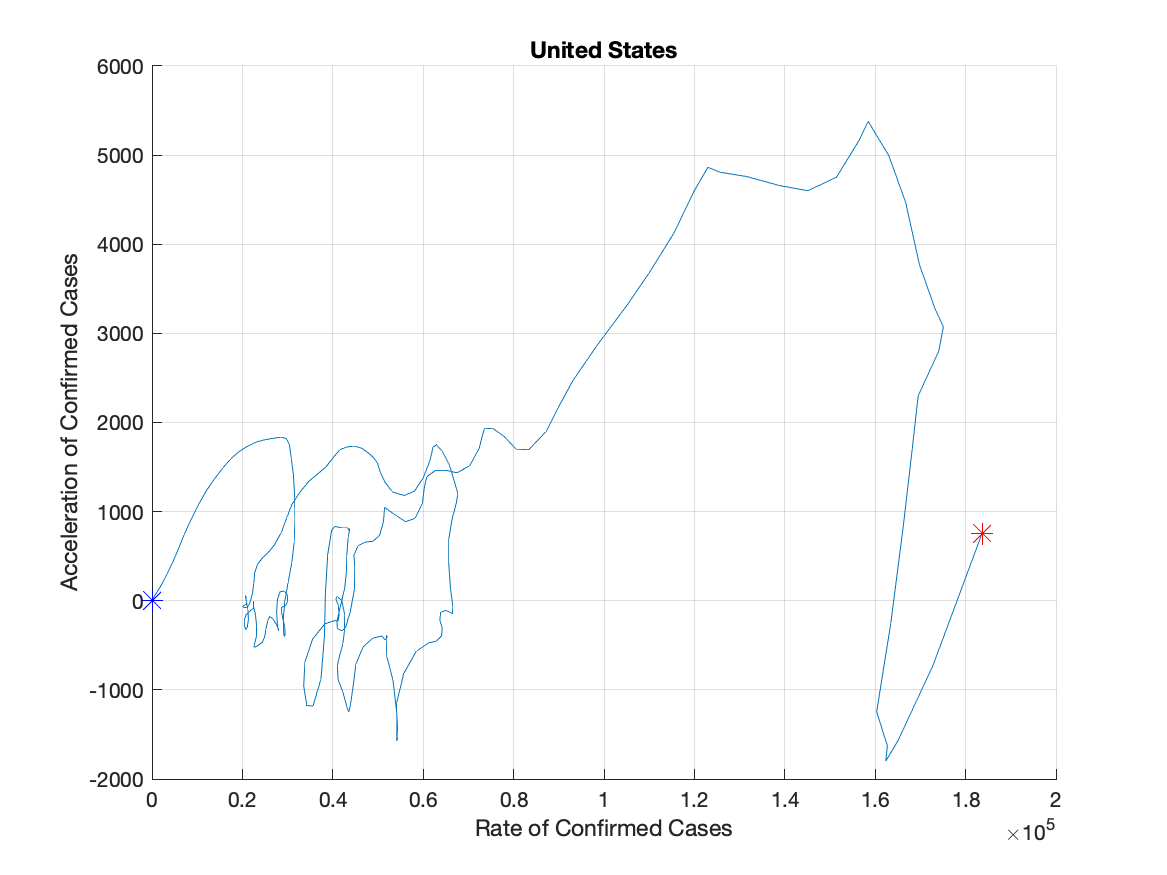 United States
6000
5000
4000
3000
2000
1000
0
-1000
-2000
Acceleration of Confirmed Cases
0 0.2 0.4 0.6 0.8 1 1.2 1.4 1.6 1.8 2
Rate of Confirmed Cases
×10⁵